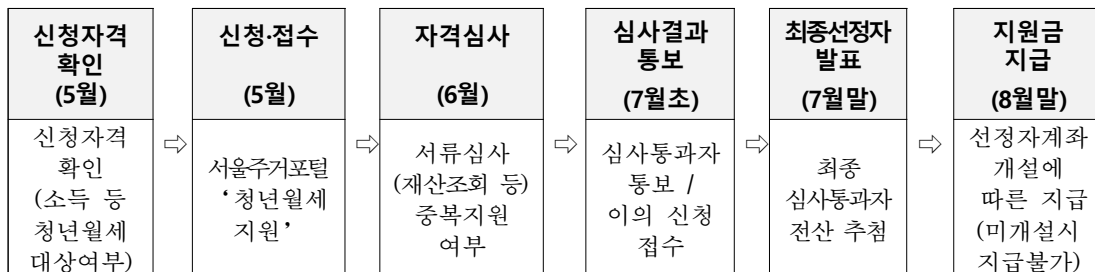 신청자격
확인
(5월)
신청자격
확인
(소득 등
청년월세
대상여부)
⇨
신청·접수
(5월)
서울주거포털
‘청년월세
지원’
⇨
자격심사
(6월)
서류심사
(재산조회 등)
중복지원
여부
⇨
심사결과
통보
(7월초)
심사통과자
통보 /
이의 신청
접수
⇨
최종선정자
발표
(7월말)
최종
심사통과자
전산 추첨
⇨
지원금
지급
(8월말)
선정자계좌
개설에
따른 지급
(미개설시
지급불가)